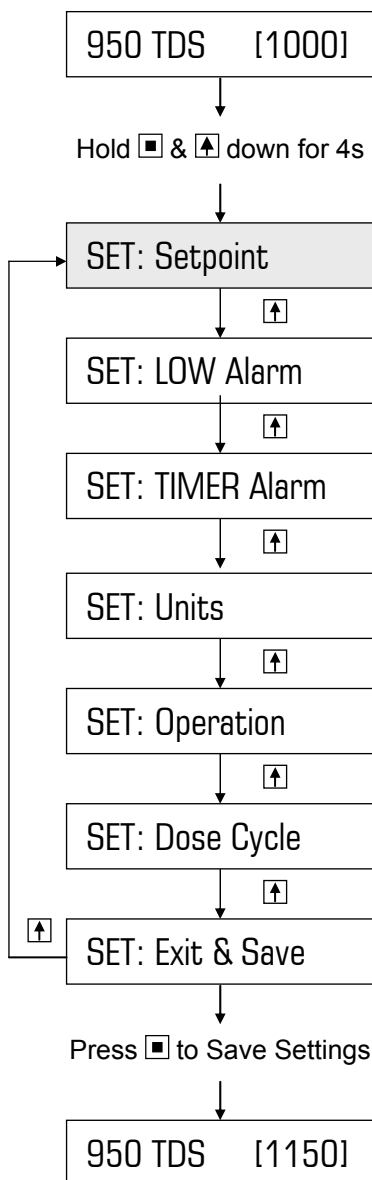 950 TDS [1000]
Hold ■ & ↑ down for 4s
SET: Setpoint
↑
SET: LOW Alarm
↑
SET: TIMER Alarm
↑
SET: Units
↑
SET: Operation
↑
SET: Dose Cycle
↑
↑
SET: Exit & Save
Press ■ to Save Settings
950 TDS [1150]